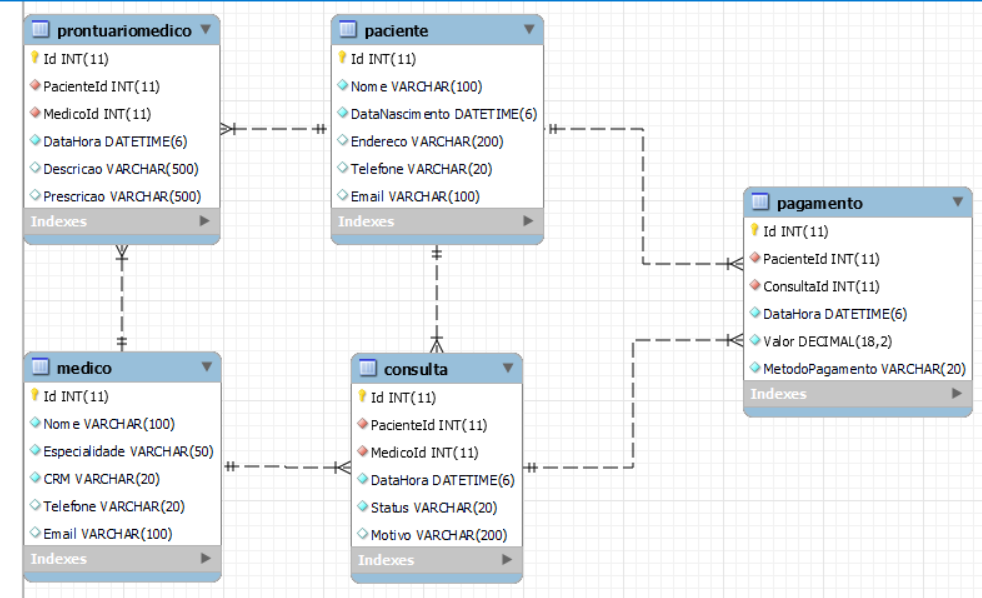 prontuariomedico
Id INT(11)
PacienteId INT(11)
MedicoId INT(11)
DataHora DATETIME(6)
Descricao VARCHAR(500)
Prescricao VARCHAR(500)
Indexes
paciente
Id INT(11)
Nome VARCHAR(100)
DataNascimento DATETIME(6)
Endereco VARCHAR(200)
Telefone VARCHAR(20)
Email VARCHAR(100)
Indexes
pagamento
Id INT(11)
PacienteId INT(11)
ConsultaId INT(11)
DataHora DATETIME(6)
Valor DECIMAL(18,2)
MetodoPagamento VARCHAR(20)
Indexes
medico
Id INT(11)
Nome VARCHAR(100)
Especialidade VARCHAR(50)
CRM VARCHAR(20)
Telefone VARCHAR(20)
Email VARCHAR(100)
Indexes
consulta
Id INT(11)
PacienteId INT(11)
MedicoId INT(11)
DataHora DATETIME(6)
Status VARCHAR(20)
Motivo VARCHAR(200)
Indexes